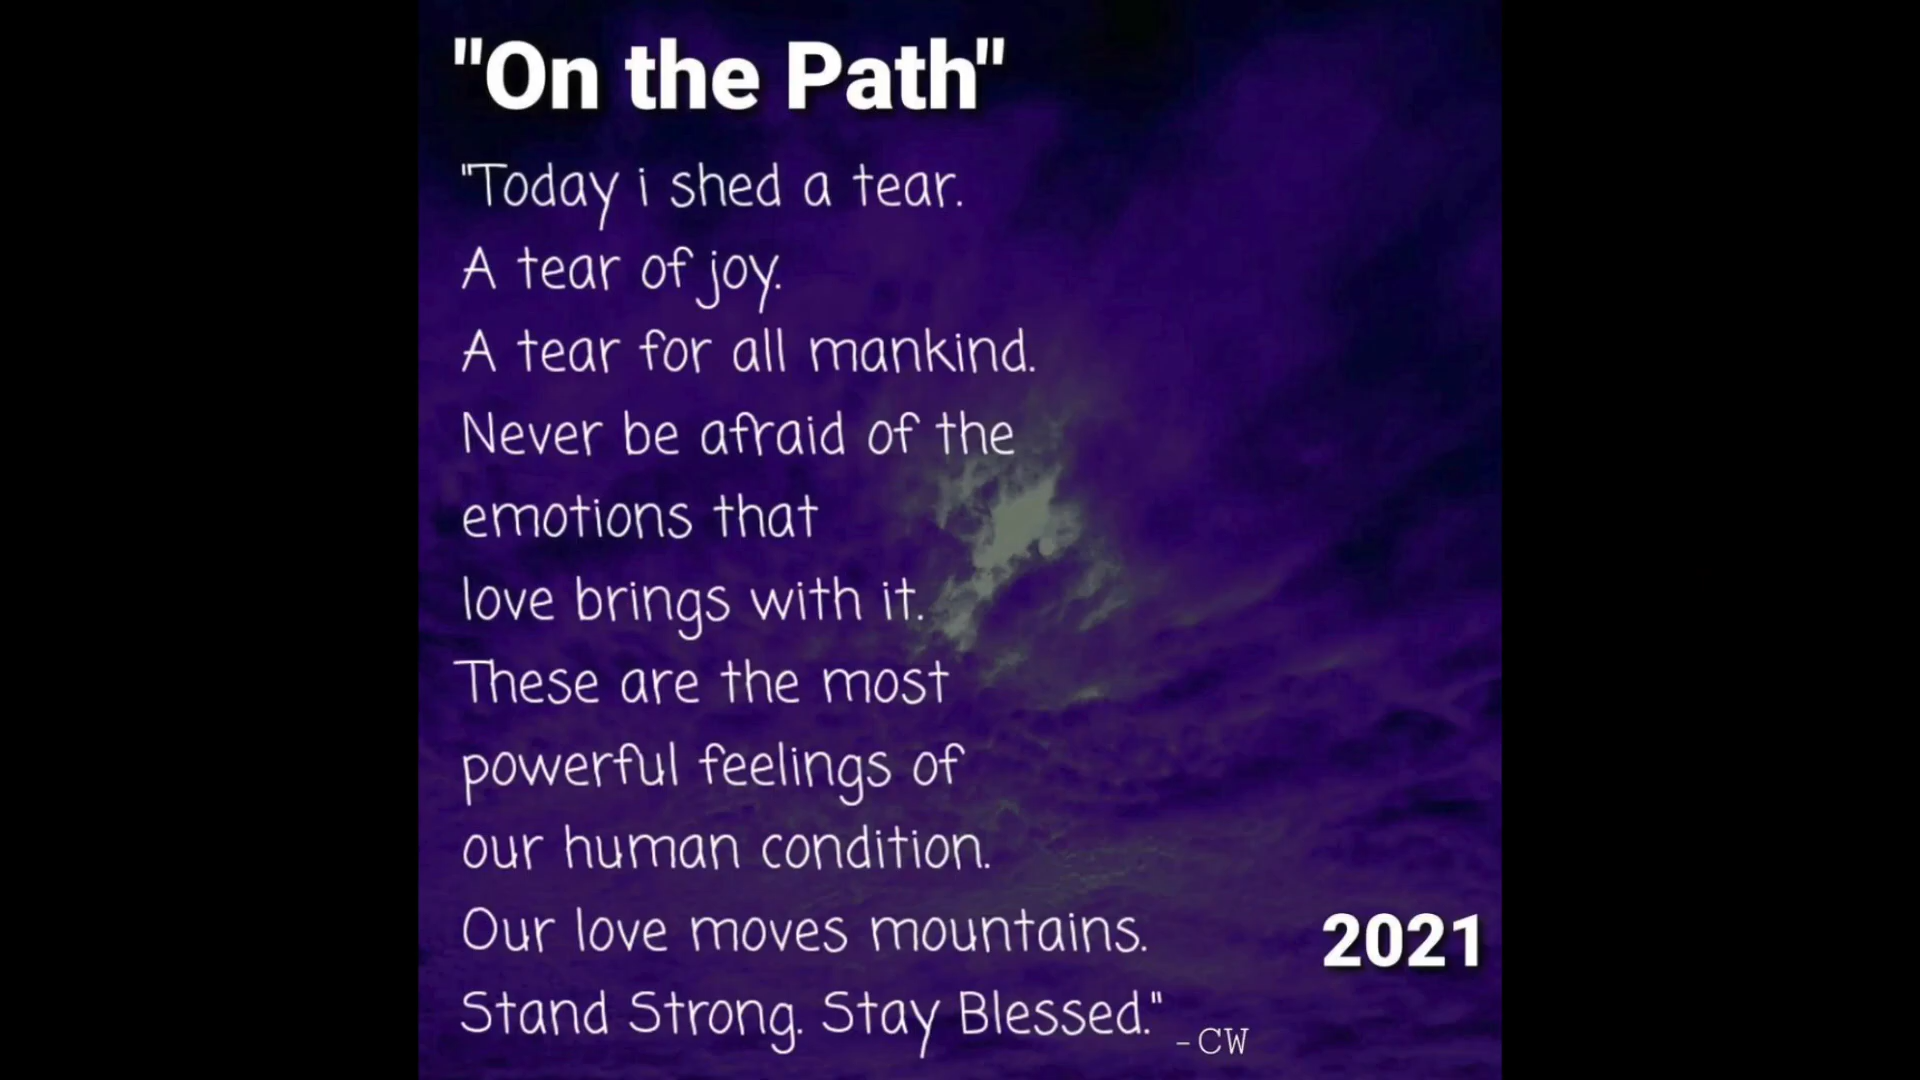 "On the Path"
"Today i shed a tear.
A tear of joy.
A tear for all mankind.
Never be afraid of the
emotions that
love brings with it.
These are the most
powerful feelings of
our human condition.
Our love moves mountains.
2021
Stand Strong. Stay Blessed."
-CW